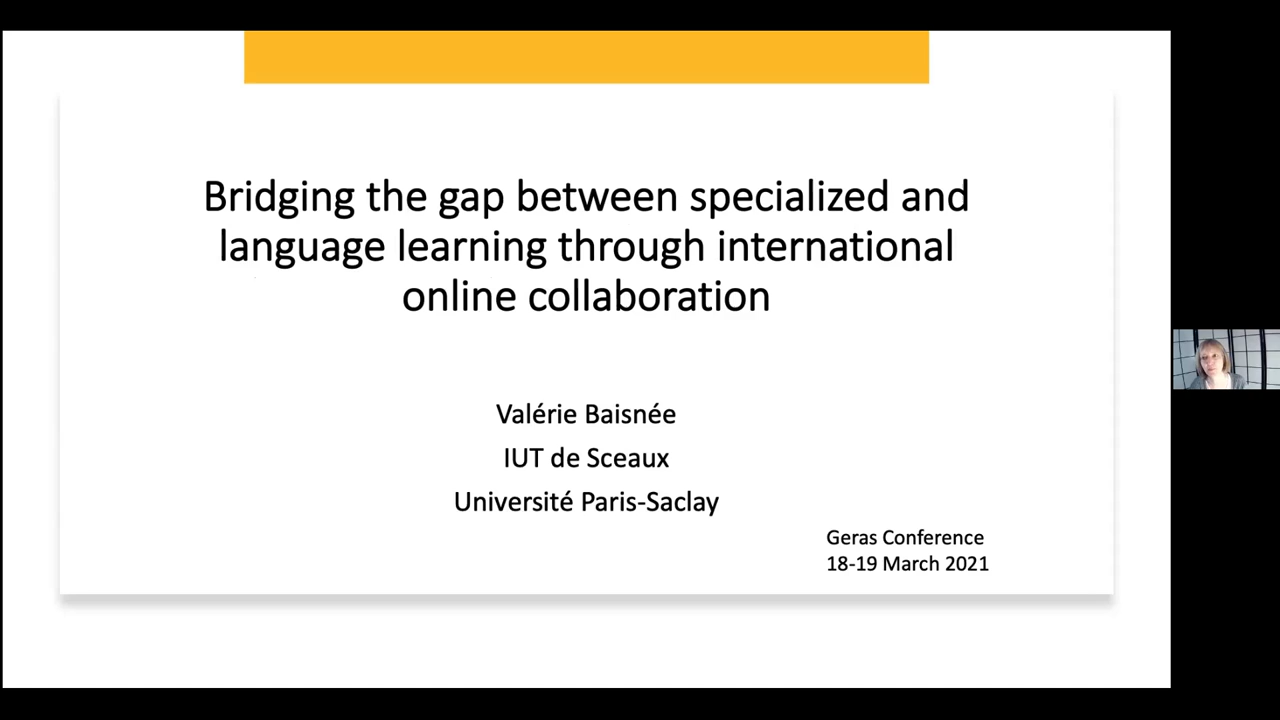 Bridging the gap between specialized and
language learning through international
online collaboration
Valérie Baisnée
IUT de Sceaux
Université Paris-Saclay
Geras Conference
18-19 March 2021